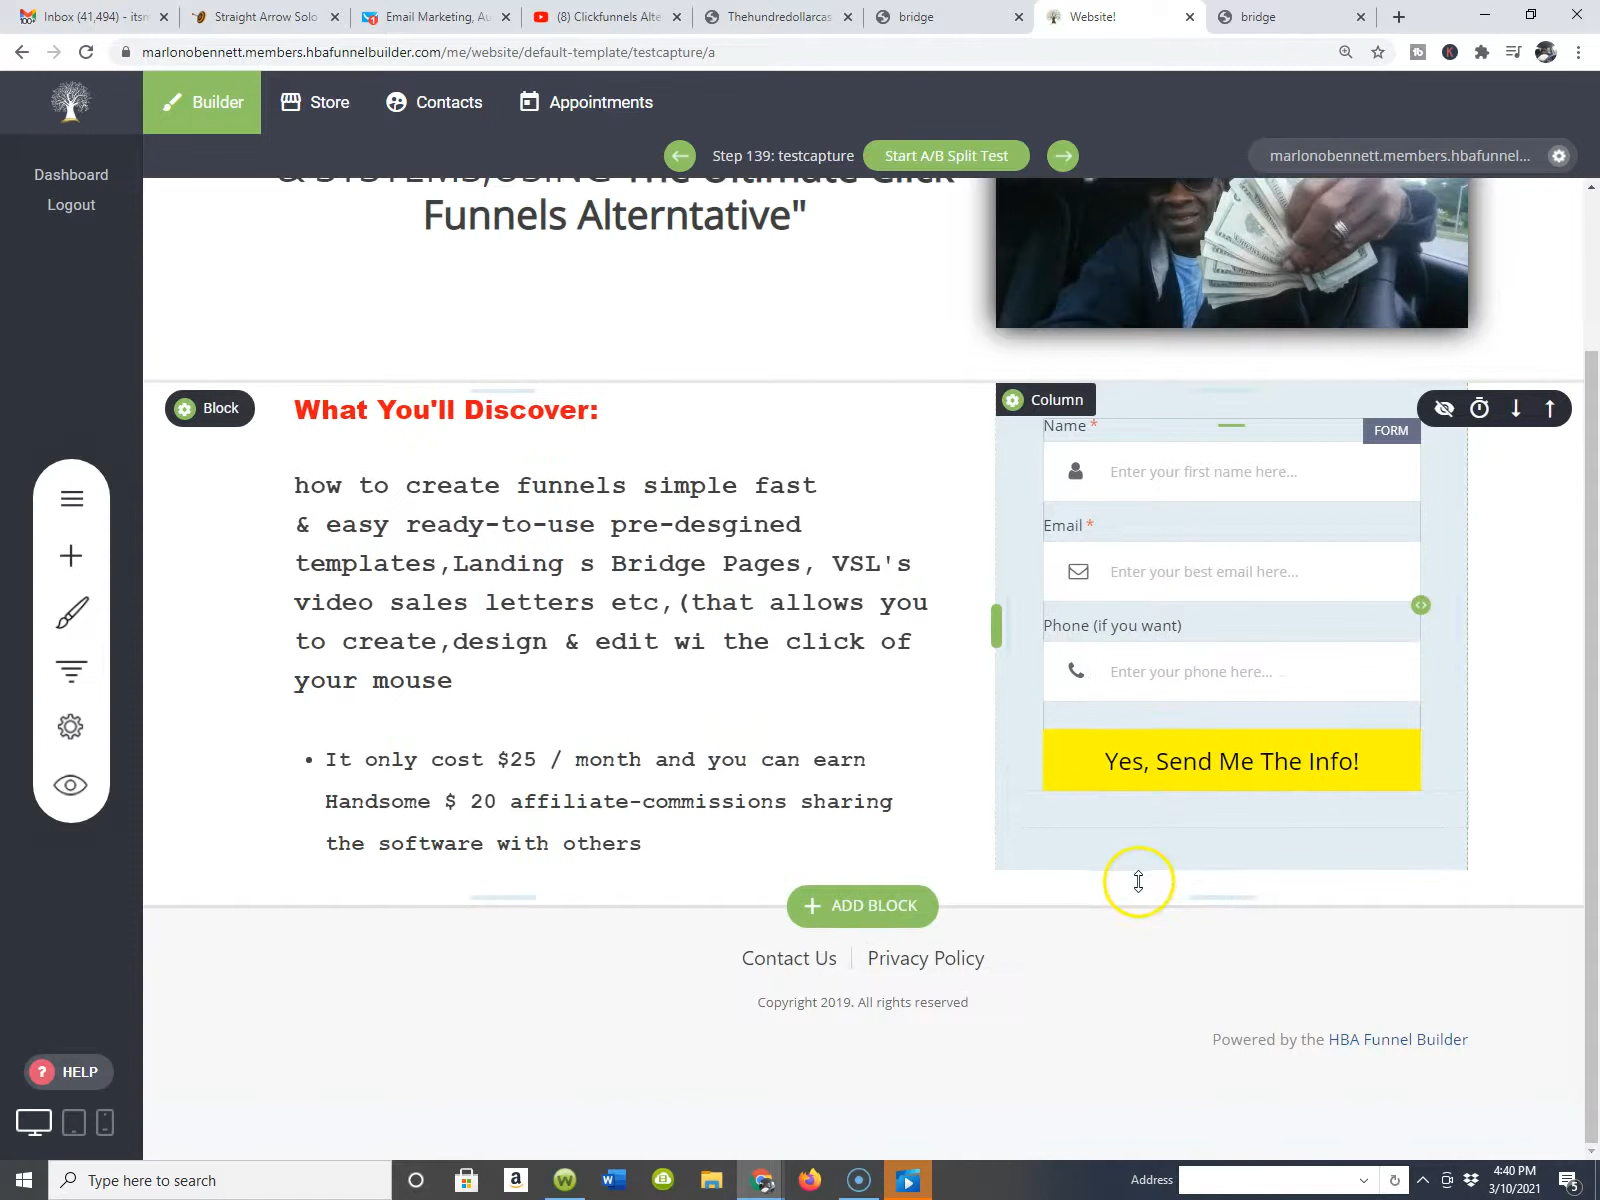 Inbox (41,494) - itsm
Straight Arrow Solo
Email Marketing, Au
(8) Clickfunnels Alte
Thehundredollarcas
bridge
Website!
bridge
marlonobennett.members.hbafunnelbuilder.com/me/website/default-template/testcapture/a
Builder
Store
Contacts
Appointments
Step 139: testcapture
Start A/B Split Test
marlonobennett.members.hbafunnel...
Dashboard
Logout
& SYSTEMS,USING The Ultimate Click
Funnels Alterntative"
Block
What You'll Discover:
how to create funnels simple fast
& easy ready-to-use pre-desgined
templates,Landing s Bridge Pages, VSL's
video sales letters etc,(that allows you
to create,design & edit wi the click of
your mouse
• It only cost $25 / month and you can earn
Handsome $ 20 affiliate-commissions sharing
the software with others
Column
Name *
FORM
Enter your first name here...
Email *
Enter your best email here...
Phone (if you want)
Enter your phone here...
Yes, Send Me The Info!
+ ADD BLOCK
Contact Us
Privacy Policy
Copyright 2019. All rights reserved
Powered by the HBA Funnel Builder
? HELP
Type here to search
Address
4:40 PM
3/10/2021
5